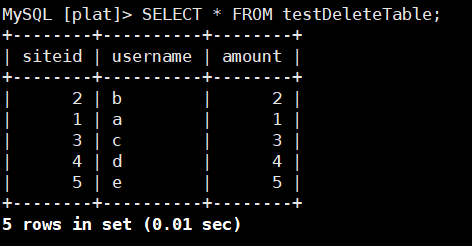 MySQL [plat]> SELECT * FROM testDeleteTable;
+--------+----------+--------+
| siteid | username | amount |
+--------+----------+--------+
|      2 | b        |      2 |
|      1 | a        |      1 |
|      3 | c        |      3 |
|      4 | d        |      4 |
|      5 | e        |      5 |
+--------+----------+--------+
5 rows in set (0.01 sec)